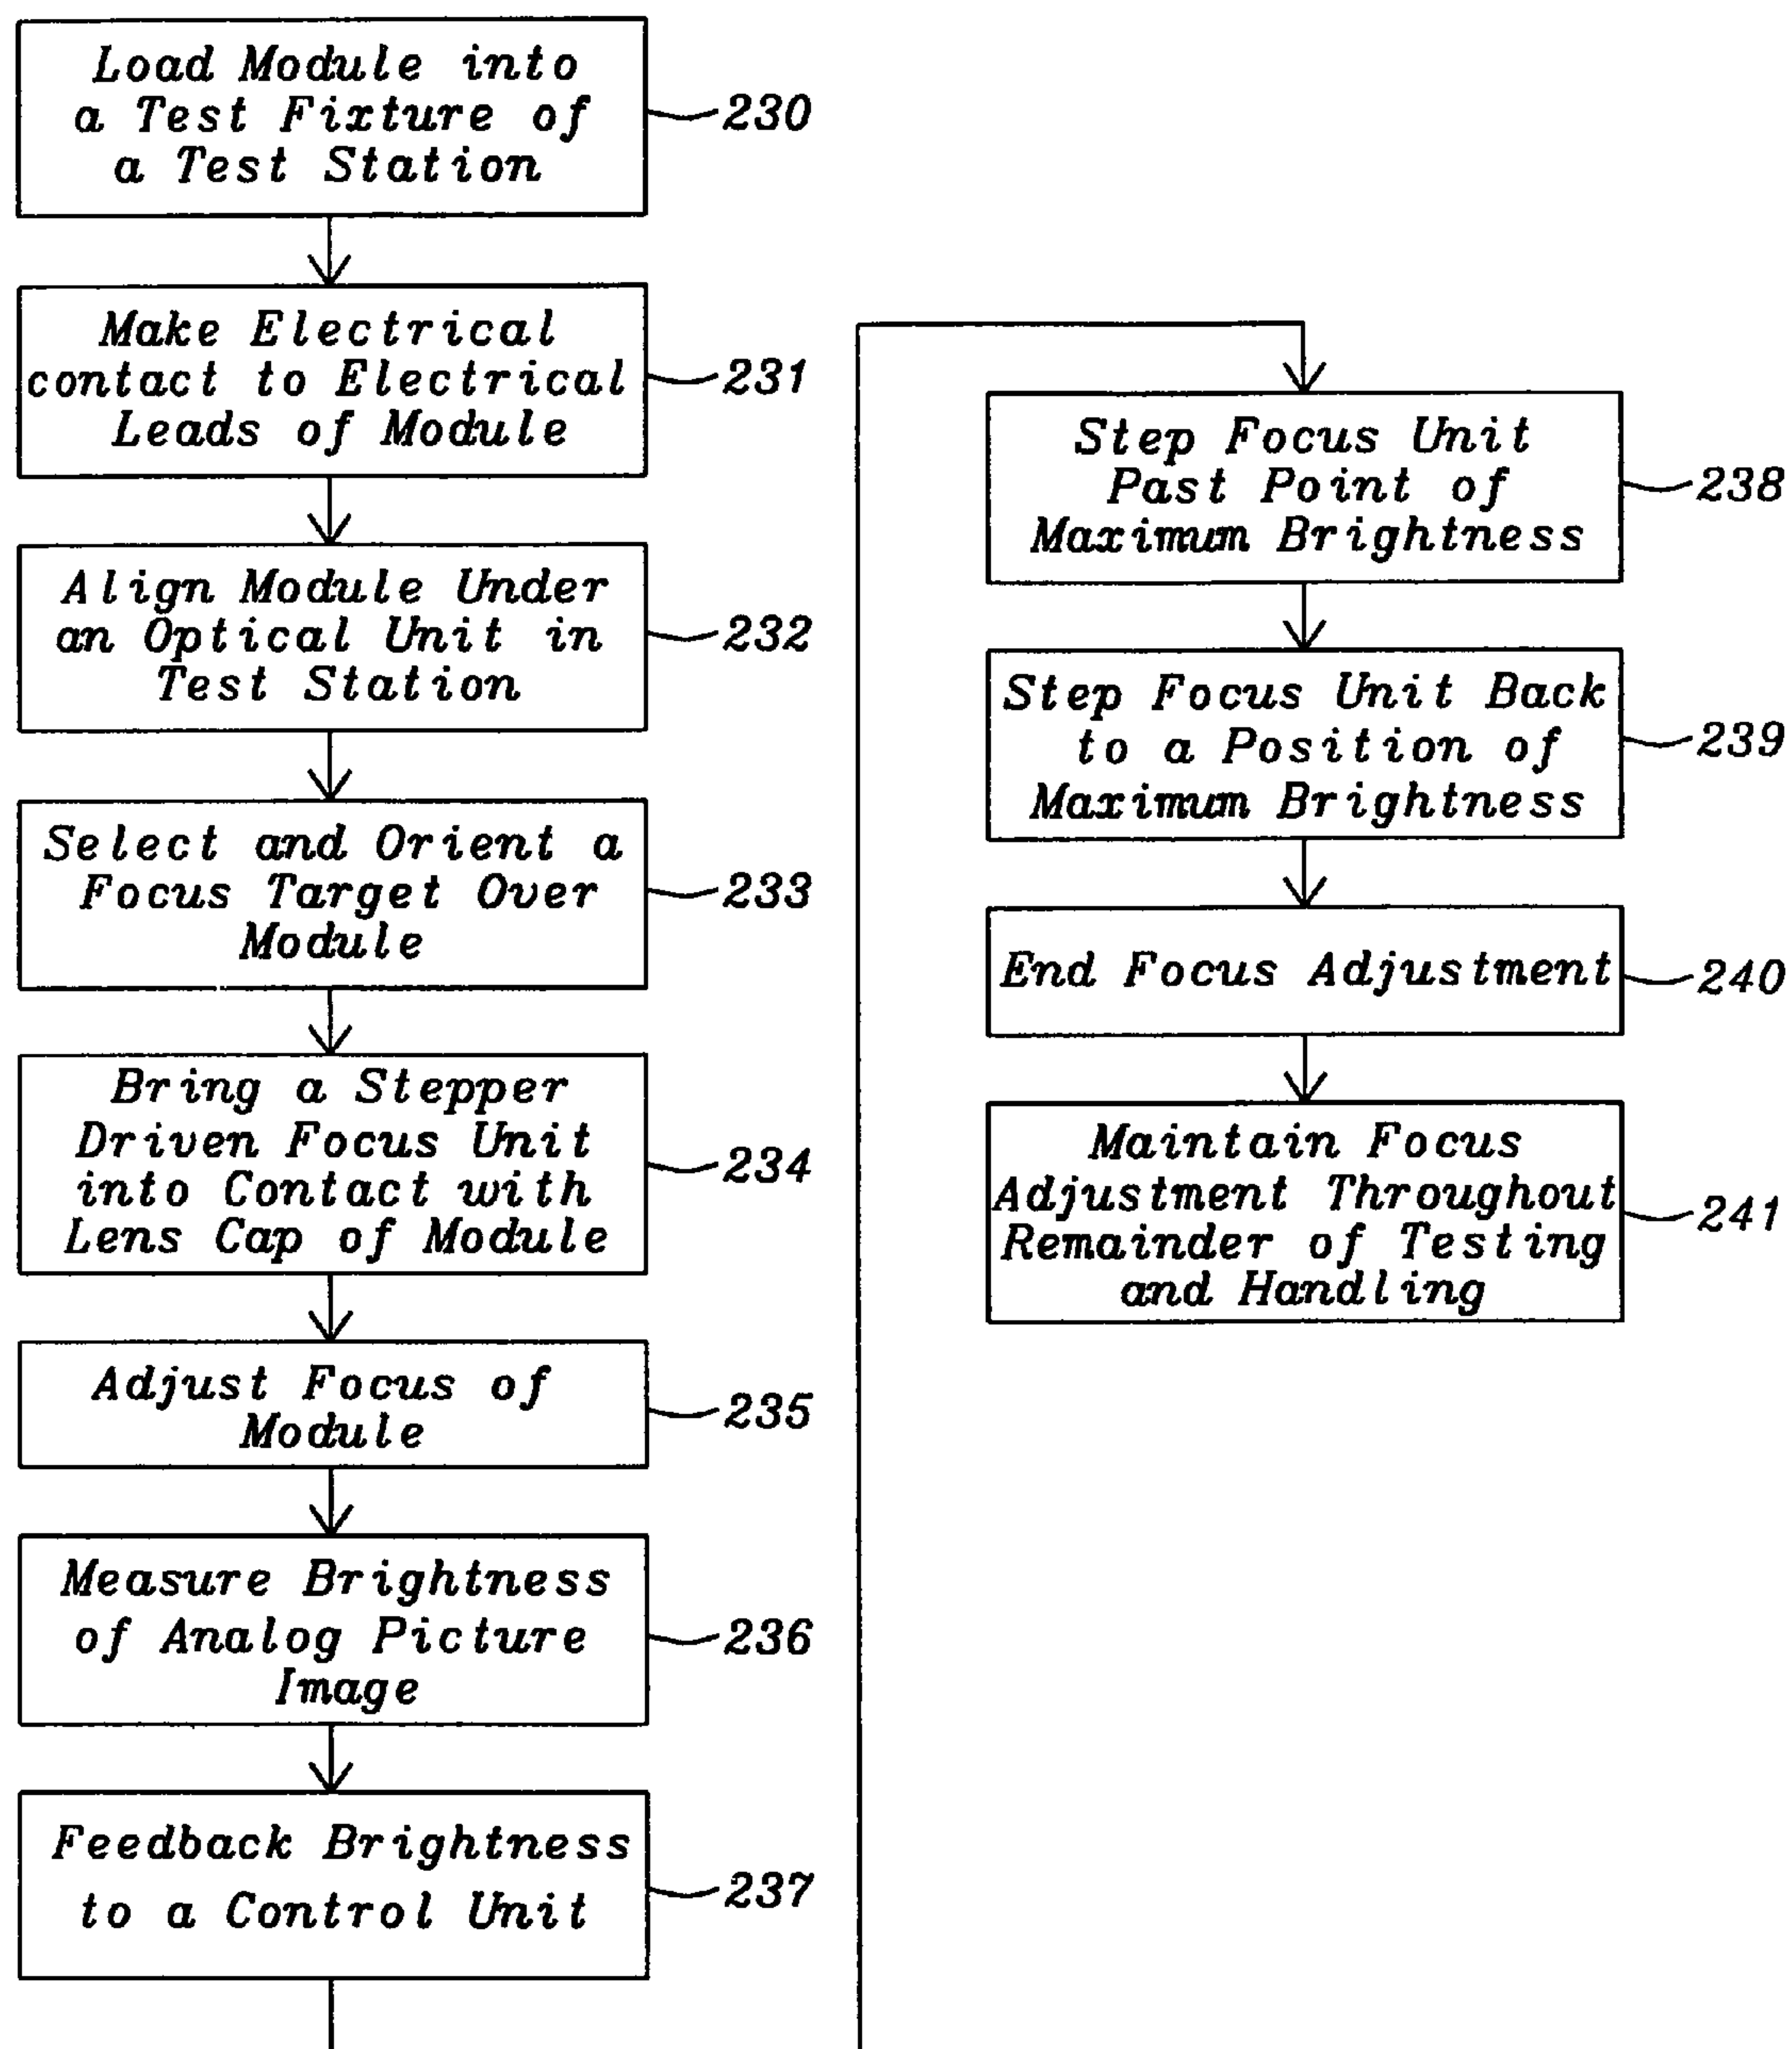 Load Module into
a Test Fixture of
a Test Station
230
Make Electrical
contact to Electrical
Leads of Module
231
Align Module Under
an Optical Unit in
Test Station
232
Select and Orient a
Focus Target Over
Module
233
Bring a Stepper
Driven Focus Unit
into Contact with
Lens Cap of Module
234
Adjust Focus of
Module
235
Measure Brightness
of Analog Picture
Image
236
Feedback Brightness
to a Control Unit
237
Step Focus Unit
Past Point of
Maximum Brightness
238
Step Focus Unit Back
to a Position of
Maximum Brightness
239
End Focus Adjustment
240
Maintain Focus
Adjustment Throughout
Remainder of Testing
and Handling
241